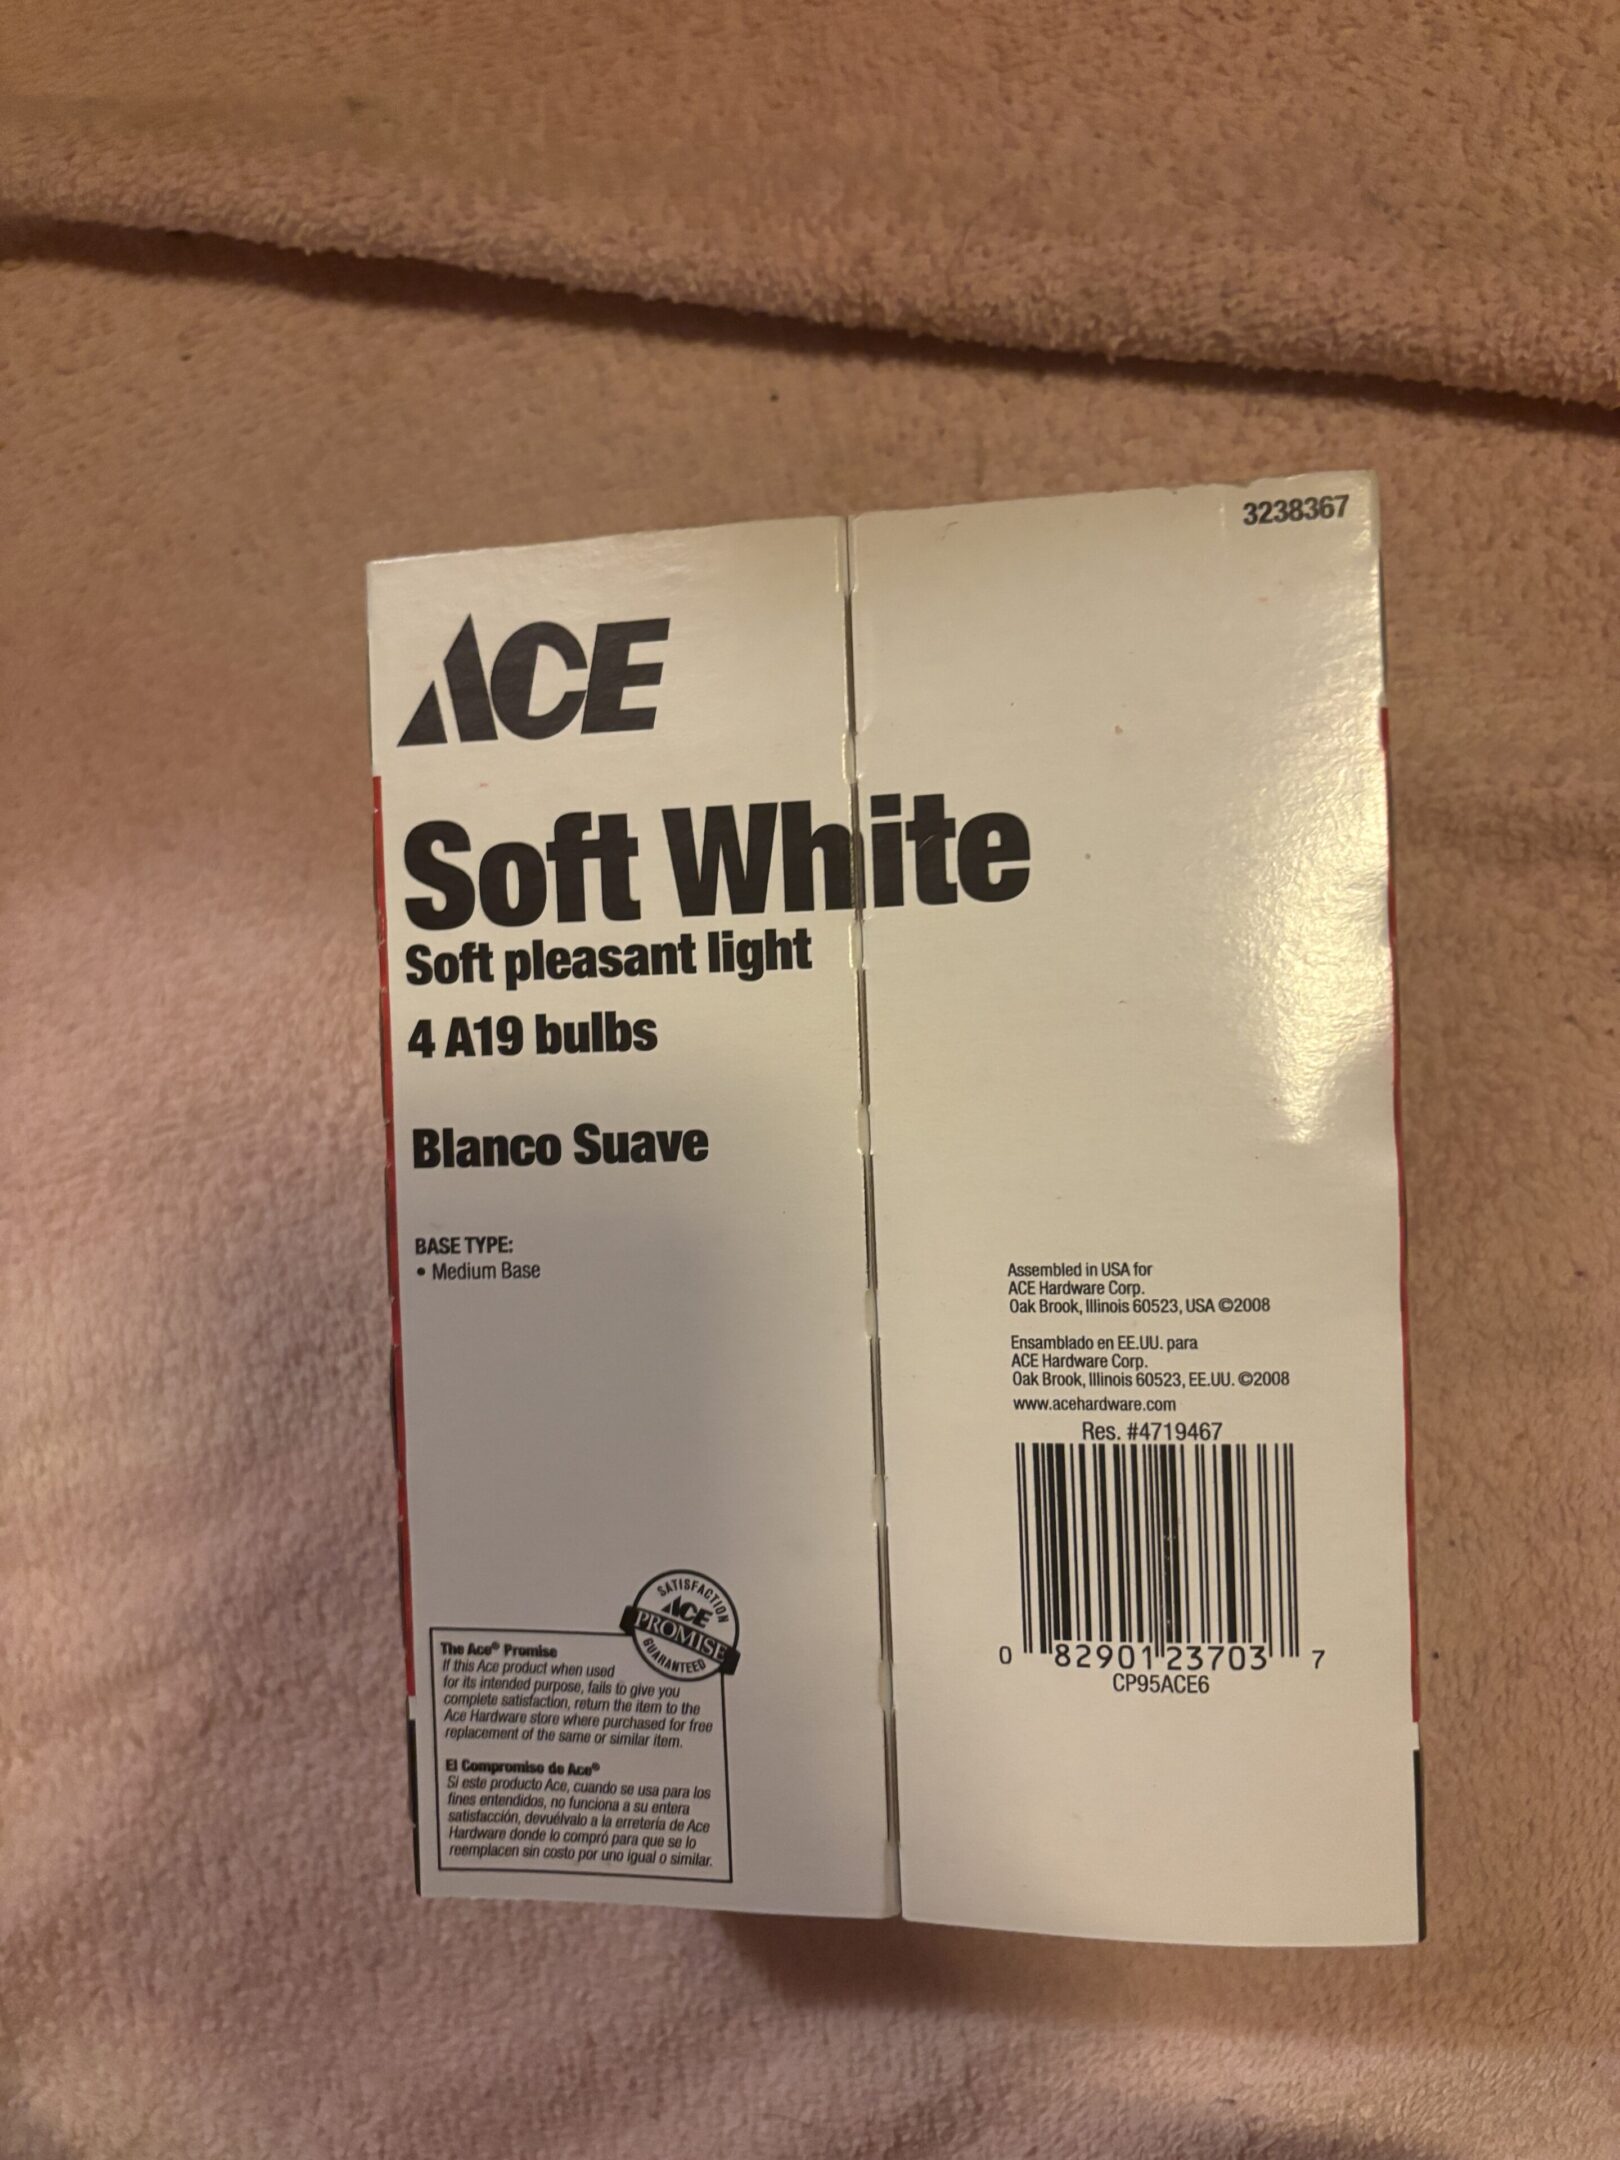 3238367
ACE
Soft White
Soft pleasant light
4 A19 bulbs
Blanco Suave
BASE TYPE:
• Medium Base
SATISFACTION
ACE
PROMISE
GUARANTEED
The Ace® Promise
If this Ace product when used
for its intended purpose, fails to give you
complete satisfaction, return the item to the
Ace Hardware store where purchased for free
replacement of the same or similar item.
El Compromiso de Ace®
Si este producto Ace, cuando se usa para los
fines entendidos, no funciona a su entera
satisfacción, devuélvalo a la erretería de Ace
Hardware donde lo compró para que se lo
reemplacen sin costo por uno igual o similar.
Assembled in USA for
ACE Hardware Corp.
Oak Brook, Illinois 60523, USA ©2008
Ensamblado en EE.UU. para
ACE Hardware Corp.
Oak Brook, Illinois 60523, EE.UU. ©2008
www.acehardware.com
Res. #4719467
0 82901 23703 7
CP95ACE6